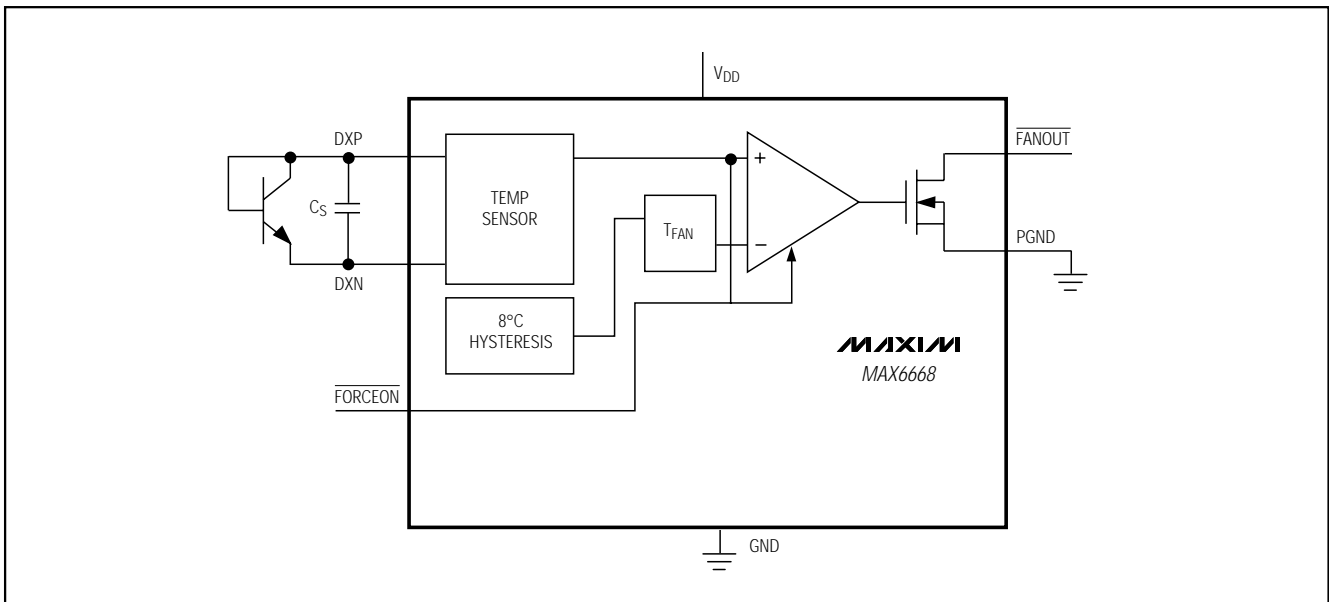 V_DD
DXP
FANOUT
TEMP
SENSOR
+
C_S
T_FAN
−
PGND
DXN
8°C
HYSTERESIS
MAXIM
MAX6668
FORCEON
GND